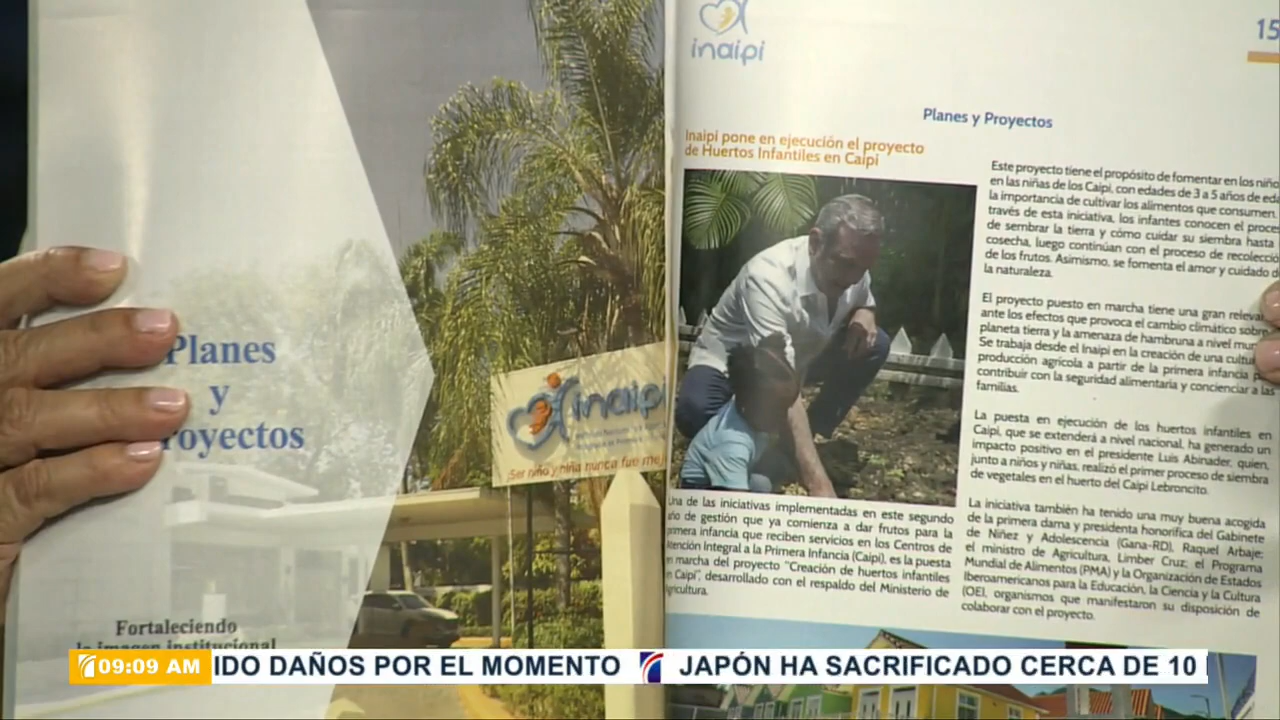 Planes
y
Proyectos
Fortaleciendo
la imagen institucional
inaipi
¡Ser niño y niña nunca fue mej
inaipi
15
Planes y Proyectos
Inaipi pone en ejecución el proyecto
de Huertos Infantiles en Caipi
Una de las iniciativas implementadas en este segundo
año de gestión que ya comienza a dar frutos para la
primera infancia que reciben servicios en los Centros de
Atención Integral a la Primera Infancia (Caipi), es la puesta
en marcha del proyecto "Creación de huertos infantiles
en Caipi", desarrollado con el respaldo del Ministerio de
Agricultura.
Este proyecto tiene el propósito de fomentar en los niño
en las niñas de los Caipi, con edades de 3 a 5 años de eda
la importancia de cultivar los alimentos que consumen.
través de esta iniciativa, los infantes conocen el proces
de sembrar la tierra y cómo cuidar su siembra hasta
cosecha, luego continúan con el proceso de recolecció
de los frutos. Asimismo, se fomenta el amor y cuidado d
la naturaleza.
El proyecto puesto en marcha tiene una gran relevan
ante los efectos que provoca el cambio climático sobre
planeta tierra y la amenaza de hambruna a nivel mun
Se trabaja desde el Inaipi en la creación de una cultu
producción agrícola a partir de la primera infancia p
contribuir con la seguridad alimentaria y concienciar a las
familias.
La puesta en ejecución de los huertos infantiles en
Caipi, que se extenderá a nivel nacional, ha generado un
impacto positivo en el presidente Luis Abinader, quien,
junto a niños y niñas, realizó el primer proceso de siembra
de vegetales en el huerto del Caipi Lebroncito.
La iniciativa también ha tenido una muy buena acogida
de la primera dama y presidenta honorífica del Gabinete
de Niñez y Adolescencia (Gana-RD), Raquel Arbaje;
el ministro de Agricultura, Limber Cruz; el Programa
Mundial de Alimentos (PMA) y la Organización de Estados
Iberoamericanos para la Educación, la Ciencia y la Cultura
(OEI), organismos que manifestaron su disposición de
colaborar con el proyecto.
09:09 AM IDO DAÑOS POR EL MOMENTO JAPÓN HA SACRIFICADO CERCA DE 10